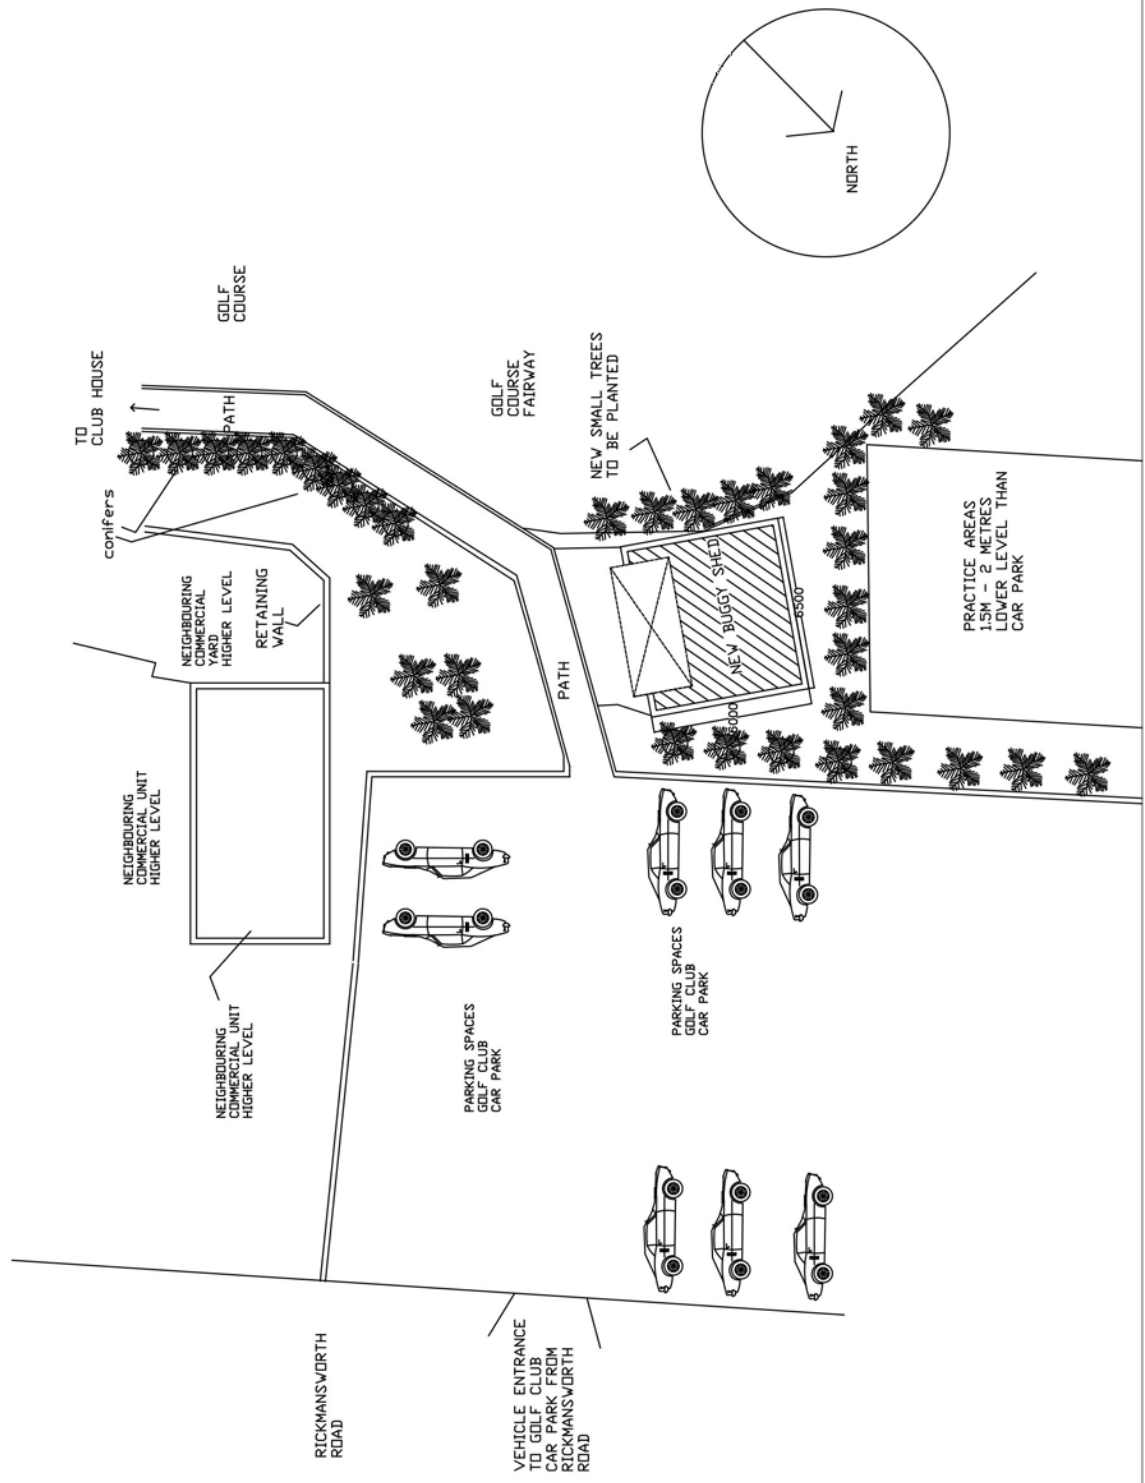 TO
CLUB HOUSE
PATH
GOLF
COURSE
conifers
NEIGHBOURING
COMMERCIAL
YARD
HIGHER LEVEL
RETAINING
WALL
NEIGHBOURING
COMMERCIAL UNIT
HIGHER LEVEL
NEIGHBOURING
COMMERCIAL UNIT
HIGHER LEVEL
RICKMANSWORTH
ROAD
GOLF
COURSE
FAIRWAY
PATH
PARKING SPACES
GOLF CLUB
CAR PARK
VEHICLE ENTRANCE
TO GOLF CLUB
CAR PARK FROM
RICKMANSWORTH
ROAD
NEW SMALL TREES
TO BE PLANTED
NEW BUGGY SHED
6500
6000
PARKING SPACES
GOLF CLUB
CAR PARK
NORTH
PRACTICE AREAS
1.5M - 2 METRES
LOWER LEVEL THAN
CAR PARK